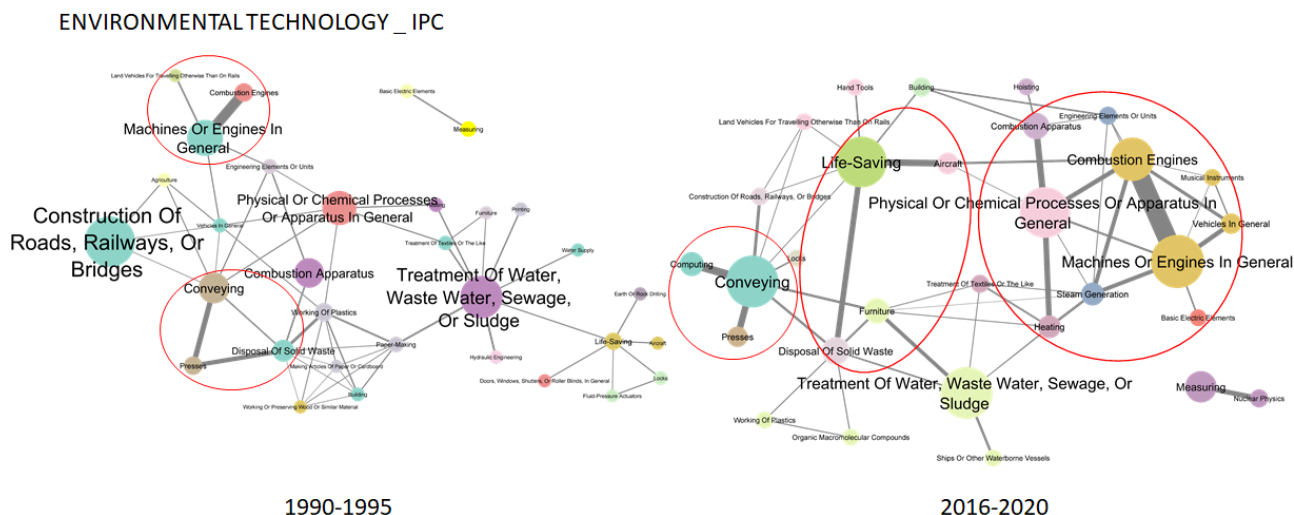 ENVIRONMENTAL TECHNOLOGY _ IPC
Land Vehicles For Travelling Otherwise Than On Rails
Combustion Engines
Machines Or Engines In
General
Basic Electric Elements
Measuring
Engineering Elements Or Units
Agriculture
Physical Or Chemical Processes
Or Apparatus In General
Construction Of
Roads, Railways, Or
Bridges
Vehicles In General
Furniture
Printing
Treatment Of Textiles Or The Like
Water Supply
Conveying
Combustion Apparatus
Treatment Of Water,
Waste Water, Sewage,
Or Sludge
Earth Or Rock Drilling
Working Of Plastics
Life-Saving
Aircraft
Disposal Of Solid Waste
Paper-Making
Presses
Making Articles Of Paper Or Cardboard
Hydraulic Engineering
Doors, Windows, Shutters, Or Roller Blinds, In General
Locks
Fluid-Pressure Actuators
Building
Working Or Preserving Wood Or Similar Material
1990-1995
Hand Tools
Building
Hoisting
Land Vehicles For Travelling Otherwise Than On Rails
Combustion Apparatus
Engineering Elements Or Units
Life-Saving
Aircraft
Combustion Engines
Musical Instruments
Construction Of Roads, Railways, Or Bridges
Physical Or Chemical Processes Or Apparatus In
General
Vehicles In General
Computing
Locks
Conveying
Machines Or Engines In General
Treatment Of Textiles Or The Like
Steam Generation
Furniture
Basic Electric Elements
Heating
Presses
Disposal Of Solid Waste
Treatment Of Water, Waste Water, Sewage, Or
Sludge
Measuring
Nuclear Physics
Working Of Plastics
Organic Macromolecular Compounds
Ships Or Other Waterborne Vessels
2016-2020